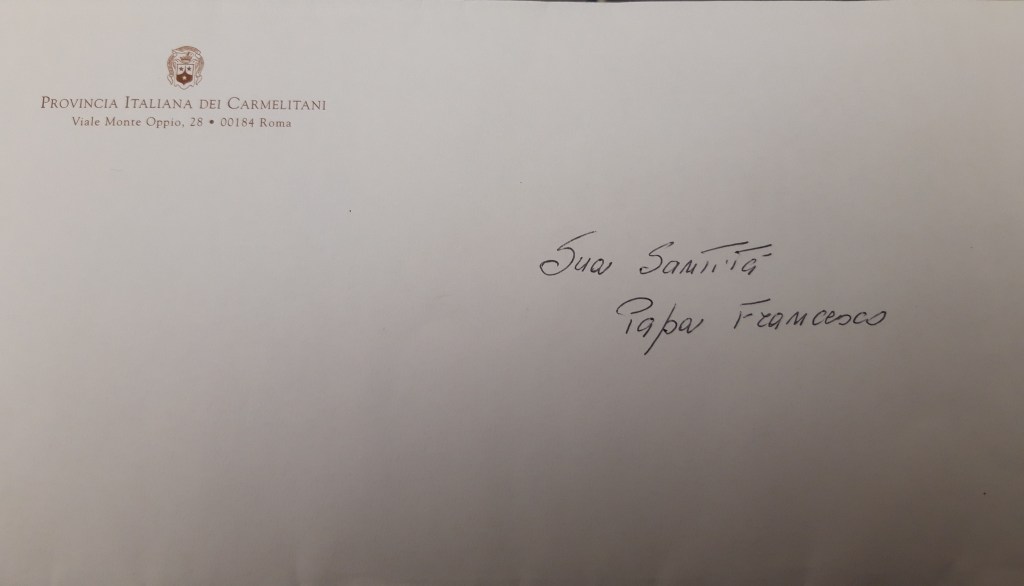 Provincia Italiana dei Carmelitani
Viale Monte Oppio, 28 • 00184 Roma
Sua Santità
Papa Francesco